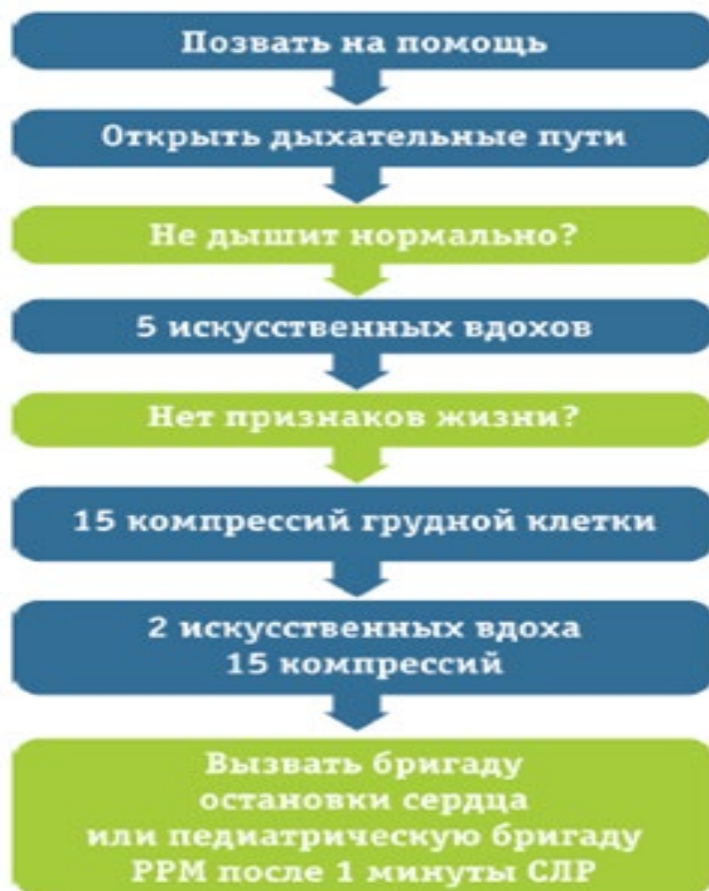 Позвать на помощь
Открыть дыхательные пути
Не дышит нормально?
5 искусственных вдохов
Нет признаков жизни?
15 компрессий грудной клетки
2 искусственных вдоха
15 компрессий
Вызвать бригаду
остановки сердца
или педиатрическую бригаду
РРМ после 1 минуты СЛР